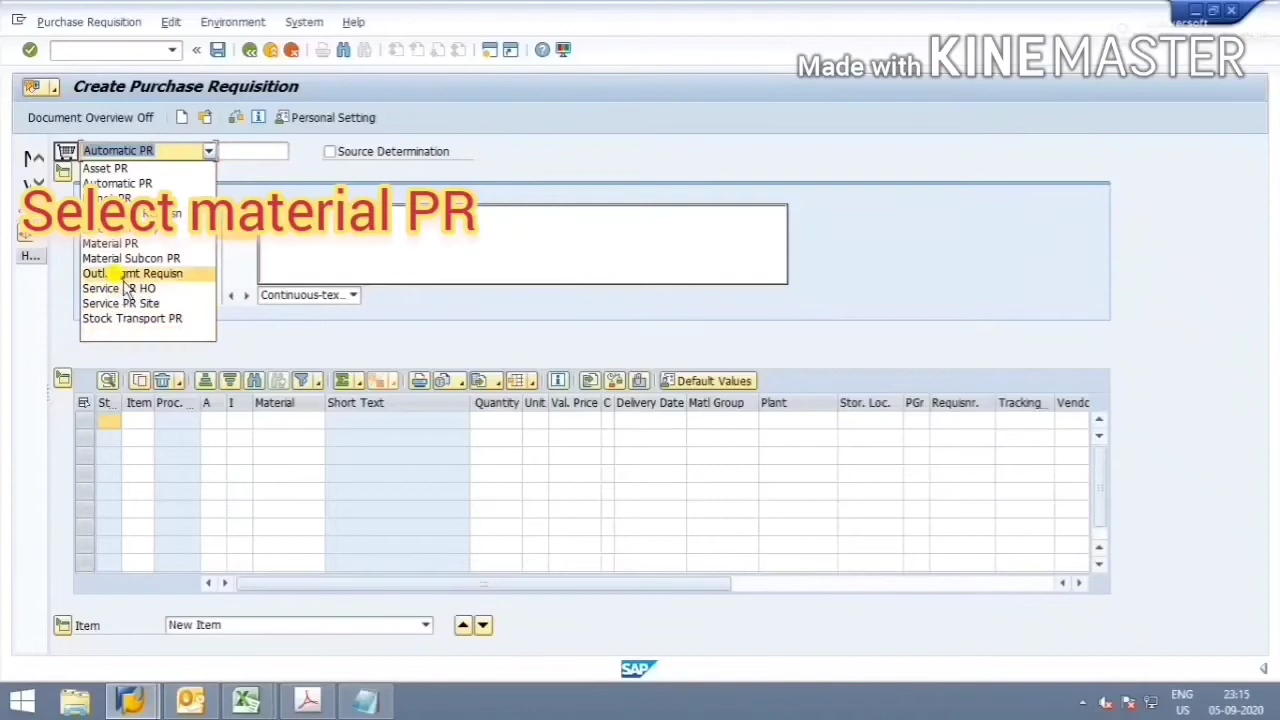 Purchase Requisition Edit Environment System Help
Made with KINEMASTER
Create Purchase Requisition
Document Overview Off Personal Setting
Automatic PR Source Determination
Asset PR
Automatic PR
Select material PR
Material PR
Material Subcon PR
Requisn
Service HO
Service PR Site
Stock Transport PR
H...
Continuous-tex...
Default Values
St... Item Proc. ... A I Material Short Text Quantity Unit Val. Price C Delivery Date Matl Group Plant Stor. Loc. PGr Requisnr. Tracking Vendo
Item New Item
SAP
ENG 23:15
US 05-09-2020